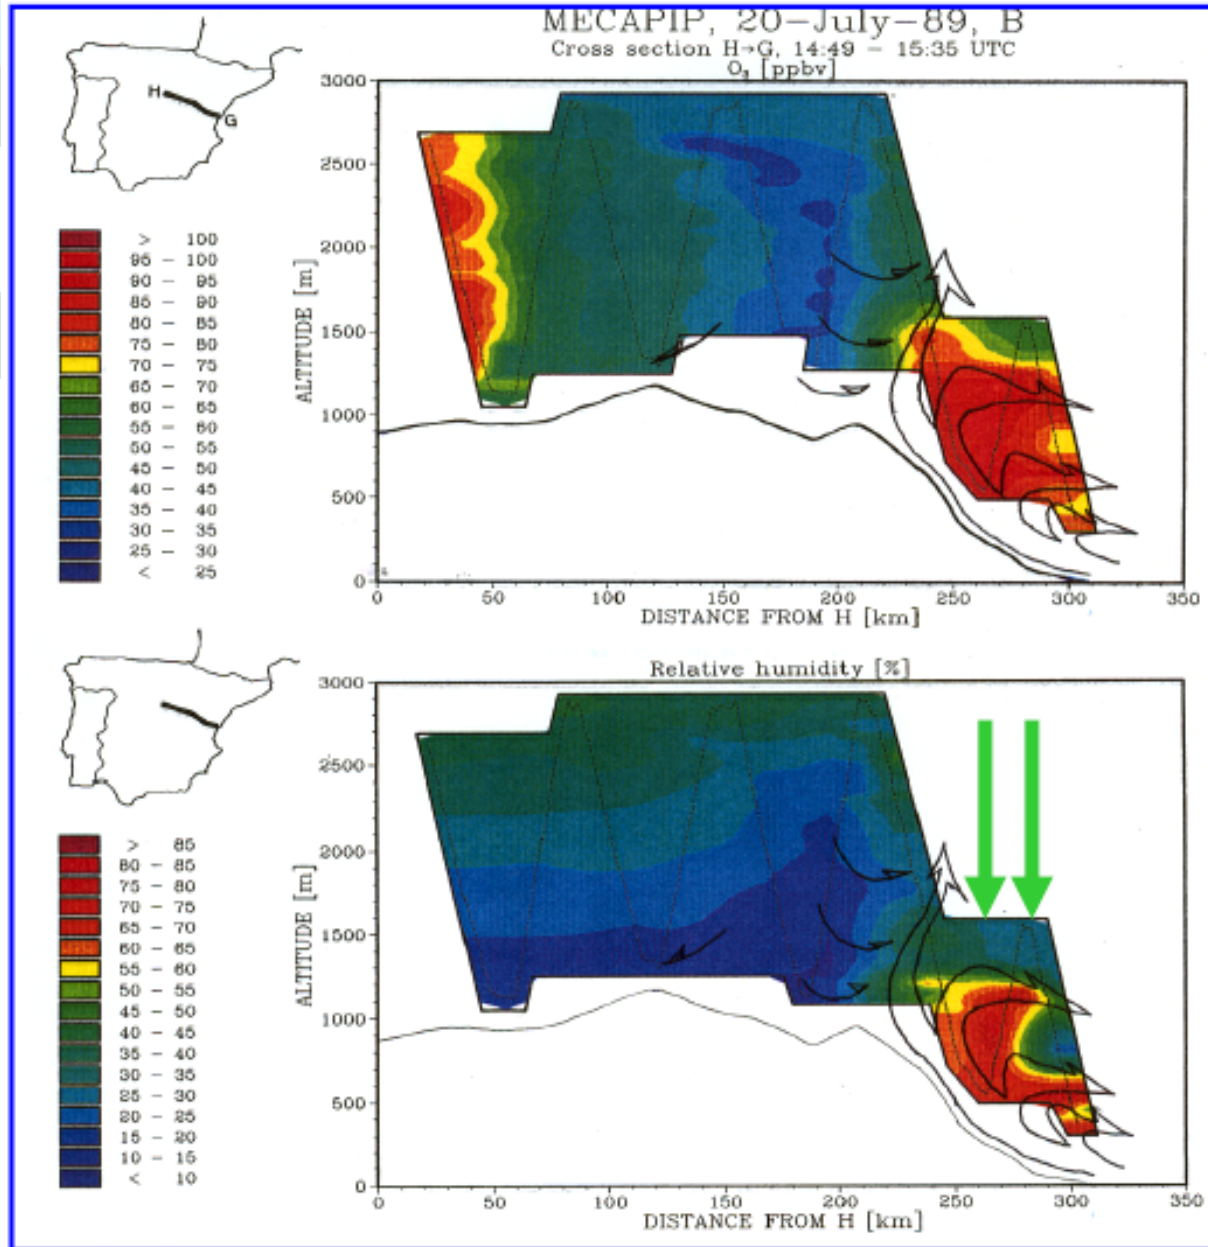 MECAPIP, 20-July-89, B
Cross section H→G, 14:49 - 15:35 UTC
O₃ [ppbv]
H
G
> 100
95 - 100
90 - 95
85 - 90
80 - 85
75 - 80
70 - 75
65 - 70
60 - 65
55 - 60
50 - 55
45 - 50
40 - 45
35 - 40
30 - 35
25 - 30
< 25
ALTITUDE [m]
3000
2500
2000
1500
1000
500
0
0 50 100 150 200 250 300 350
DISTANCE FROM H [km]
Relative humidity [%]
> 85
80 - 85
75 - 80
70 - 75
65 - 70
60 - 65
55 - 60
50 - 55
45 - 50
40 - 45
35 - 40
30 - 35
25 - 30
20 - 25
15 - 20
10 - 15
< 10
ALTITUDE [m]
3000
2500
2000
1500
1000
500
0
0 50 100 150 200 250 300 350
DISTANCE FROM H [km]